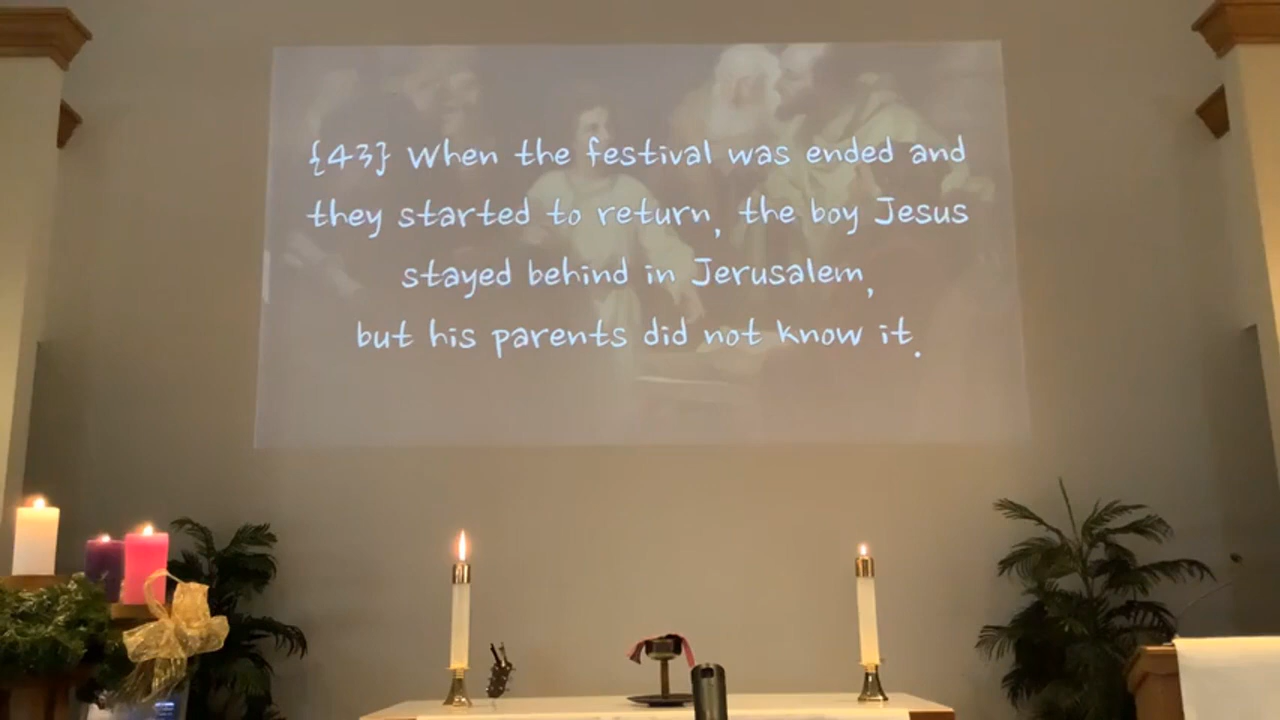 {43} When the festival was ended and
they started to return, the boy Jesus
stayed behind in Jerusalem,
but his parents did not know it.